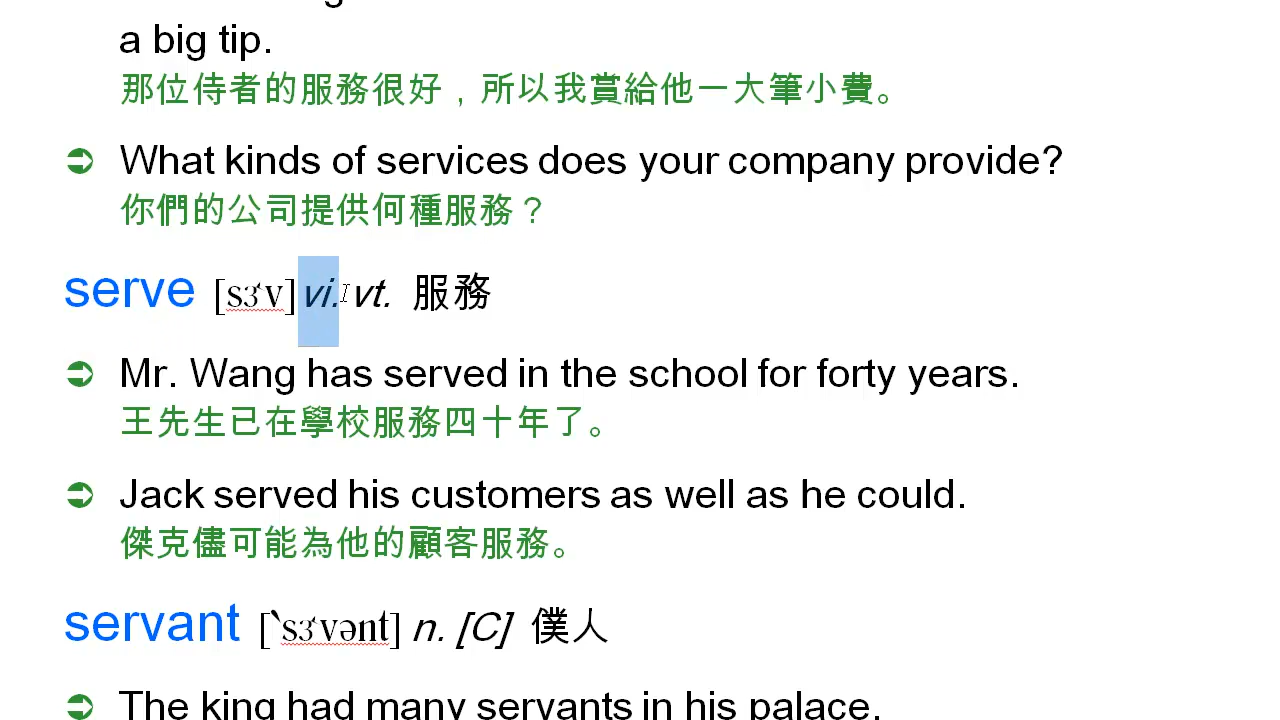 a big tip.
那位侍者的服務很好，所以我賞給他一大筆小費。
What kinds of services does your company provide?
你們的公司提供何種服務？
serve [sɝv] vi. vt. 服務
Mr. Wang has served in the school for forty years.
王先生已在學校服務四十年了。
Jack served his customers as well as he could.
傑克儘可能為他的顧客服務。
servant [ˋsɝvənt] n. [C] 僕人
The king had many servants in his palace.